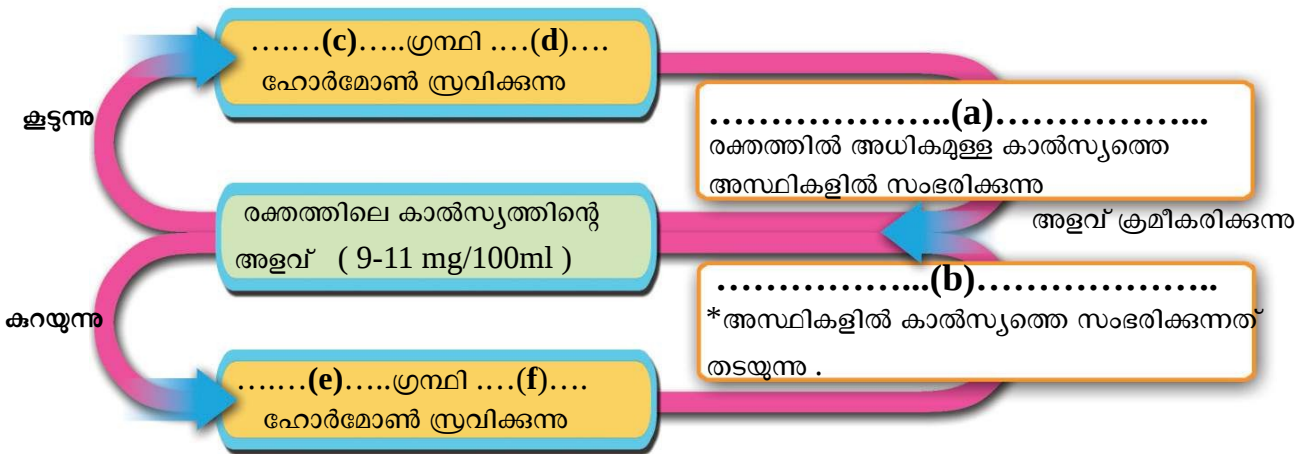 ….…(c)…..ഗ്രന്ഥി ….(d)….
ഹോർമോൺ സ്രവിക്കുന്നു
കൂടുന്നു
………………..(a)……………...
രക്തത്തിൽ അധികമുള്ള കാൽസ്യത്തെ
അസ്ഥികളിൽ സംഭരിക്കുന്നു
രക്തത്തിലെ കാൽസ്യത്തിന്റെ
അളവ് ( 9-11 mg/100ml )
അളവ് ക്രമീകരിക്കുന്നു
………………...(b)………………..
*അസ്ഥികളിൽ കാൽസ്യത്തെ സംഭരിക്കുന്നത്
തടയുന്നു .
കുറയുന്നു
….…(e)…..ഗ്രന്ഥി ….(f)….
ഹോർമോൺ സ്രവിക്കുന്നു